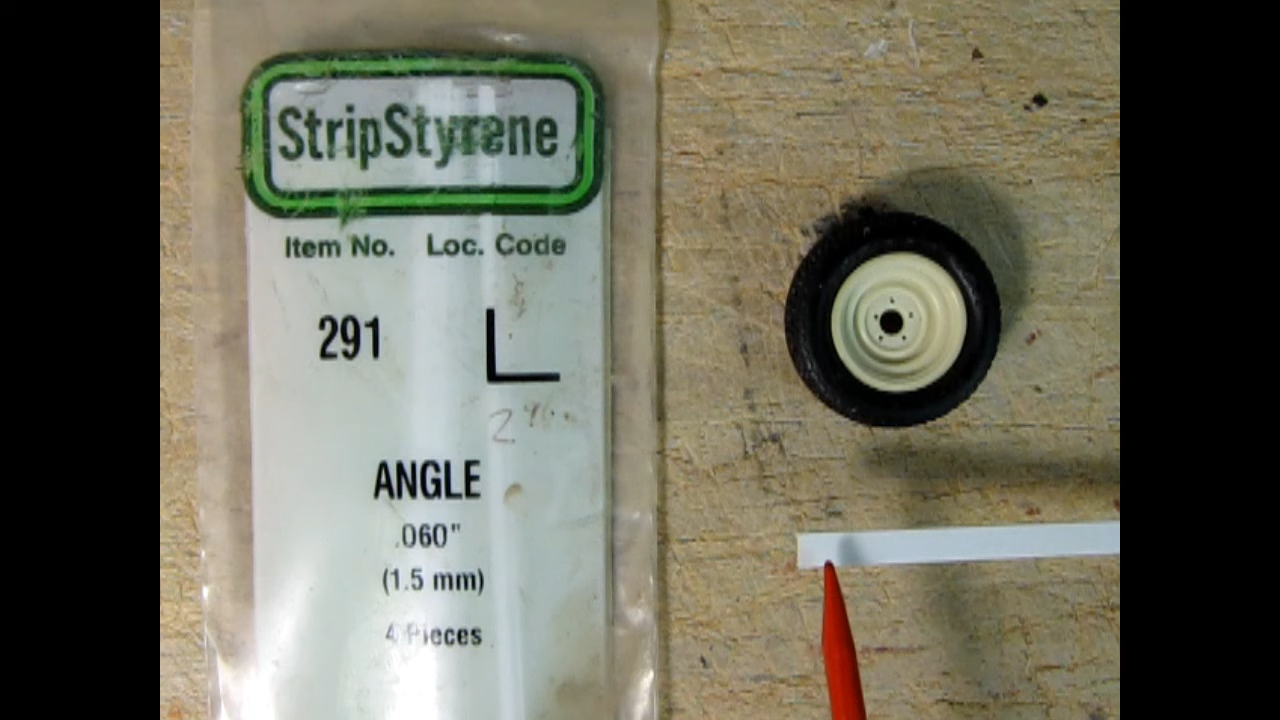 StripStyrene
Item No. Loc. Code
291
ANGLE
.060"
(1.5 mm)
4 Pieces